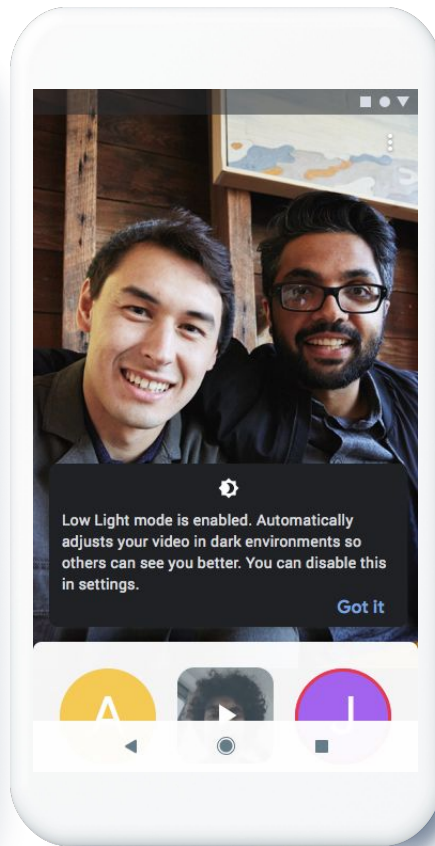 Low Light mode is enabled. Automatically
adjusts your video in dark environments so
others can see you better. You can disable this
in settings.
Got it
A
J